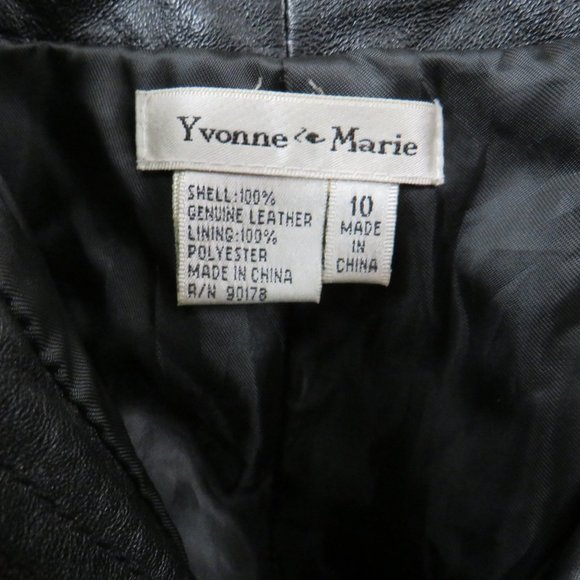 Yvonne Marie
SHELL:100%
GENUINE LEATHER
LINING:100%
POLYESTER
MADE IN CHINA
R/N 90178
10
MADE
IN
CHINA